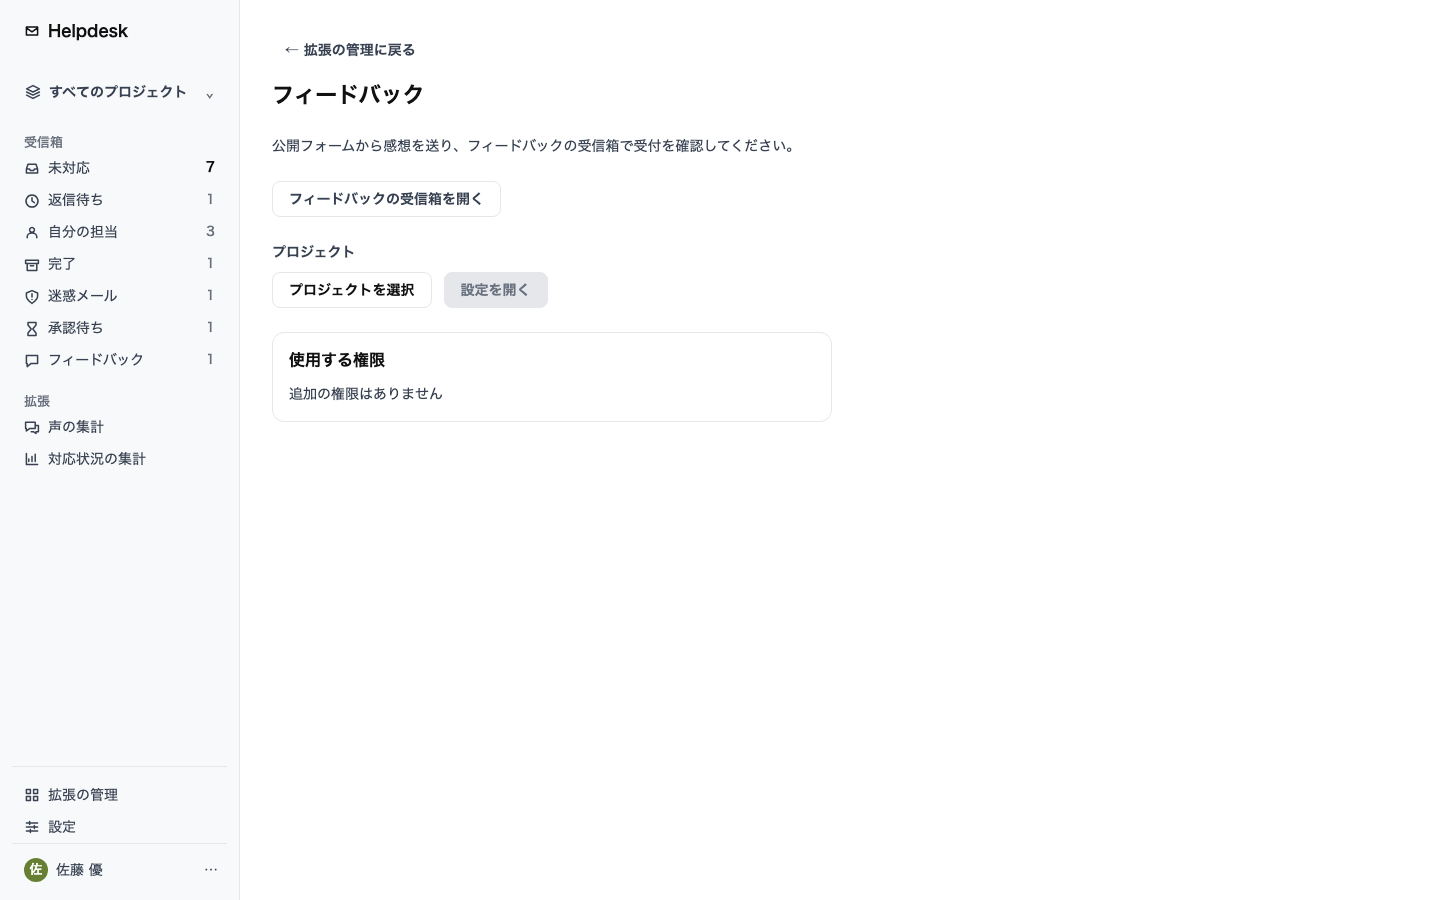 Helpdesk
すべてのプロジェクト
受信箱
未対応 7
返信待ち 1
自分の担当 3
完了 1
迷惑メール 1
承認待ち 1
フィードバック 1
拡張
声の集計
対応状況の集計
拡張の管理
設定
佐 佐藤 優 …
← 拡張の管理に戻る
フィードバック
公開フォームから感想を送り、フィードバックの受信箱で受付を確認してください。
フィードバックの受信箱を開く
プロジェクト
プロジェクトを選択 設定を開く
使用する権限
追加の権限はありません